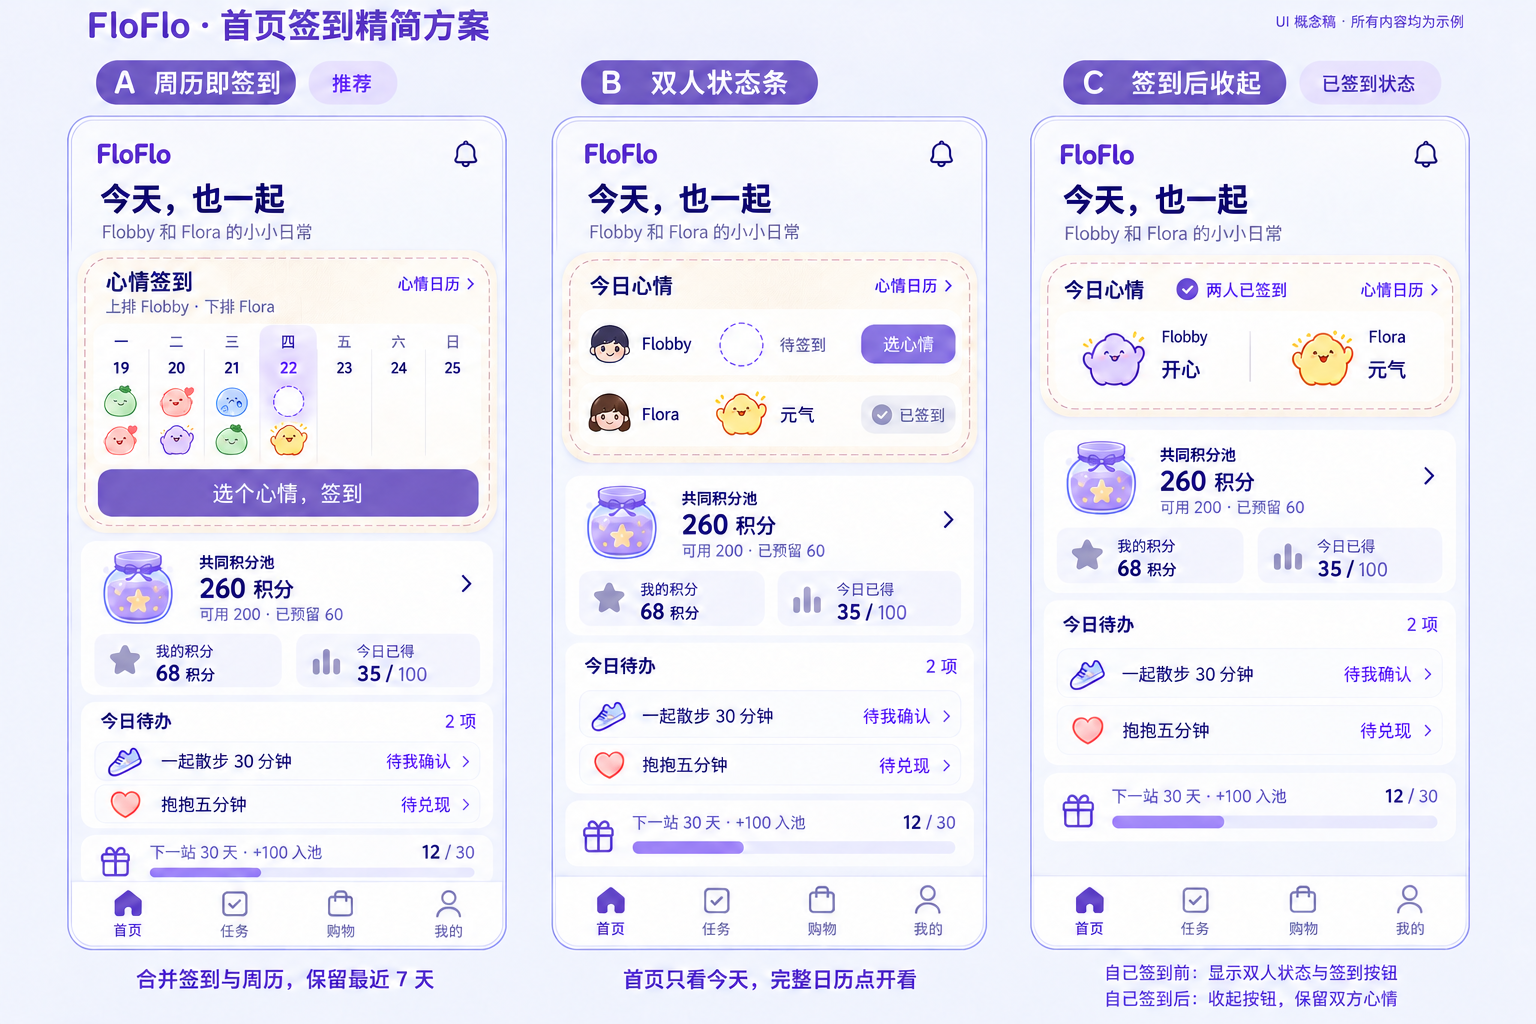 FloFlo · 首页签到精简方案
UI 概念稿 · 所有内容均为示例
A 周历即签到
推荐
FloFlo
今天，也一起
Flobby 和 Flora 的小小日常
心情签到
心情日历
上排 Flobby · 下排 Flora
一 二 三 四 五 六 日
19 20 21 22 23 24 25
选个心情，签到
共同积分池
260 积分
可用 200 · 已预留 60
我的积分
68 积分
今日已得
35 / 100
今日待办
2 项
一起散步 30 分钟
待我确认
抱抱五分钟
待兑现
下一站 30 天 · +100 入池
12 / 30
首页 任务 购物 我的
合并签到与周历，保留最近 7 天
B 双人状态条
FloFlo
今天，也一起
Flobby 和 Flora 的小小日常
今日心情
心情日历
Flobby
待签到
选心情
Flora
元气
已签到
共同积分池
260 积分
可用 200 · 已预留 60
我的积分
68 积分
今日已得
35 / 100
今日待办
2 项
一起散步 30 分钟
待我确认
抱抱五分钟
待兑现
下一站 30 天 · +100 入池
12 / 30
首页 任务 购物 我的
首页只看今天，完整日历点开看
C 签到后收起
已签到状态
FloFlo
今天，也一起
Flobby 和 Flora 的小小日常
今日心情
两人已签到
心情日历
Flobby
开心
Flora
元气
共同积分池
260 积分
可用 200 · 已预留 60
我的积分
68 积分
今日已得
35 / 100
今日待办
2 项
一起散步 30 分钟
待我确认
抱抱五分钟
待兑现
下一站 30 天 · +100 入池
12 / 30
首页 任务 购物 我的
自己签到前：显示双人状态与签到按钮
自己签到后：收起按钮，保留双方心情